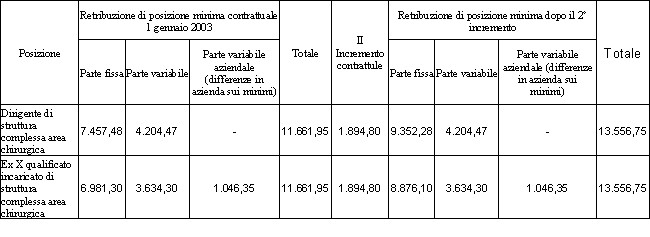 Posizione
Retribuzione di posizione minima contrattuale
1 gennaio 2003
Totale
II
Incremento
contrattule
Retribuzione di posizione minima dopo il 2°
incremento
Totale
Parte fissa
Parte variabile
Parte variabile
aziendale
(differenze in
azienda sui
minimi)
Parte fissa
Parte variabile
Parte variabile
aziendale (differenze
in azienda sui
minimi)
Dirigente di
struttura
complessa area
chirurgica
7.457,48
4.204,47
-
11.661,95
1.894,80
9.352,28
4.204,47
-
13.556,75
Ex X qualificato
incaricato di
struttura
complessa area
chirurgica
6.981,30
3.634,30
1.046,35
11.661,95
1.894,80
8.876,10
3.634,30
1.046,35
13.556,75